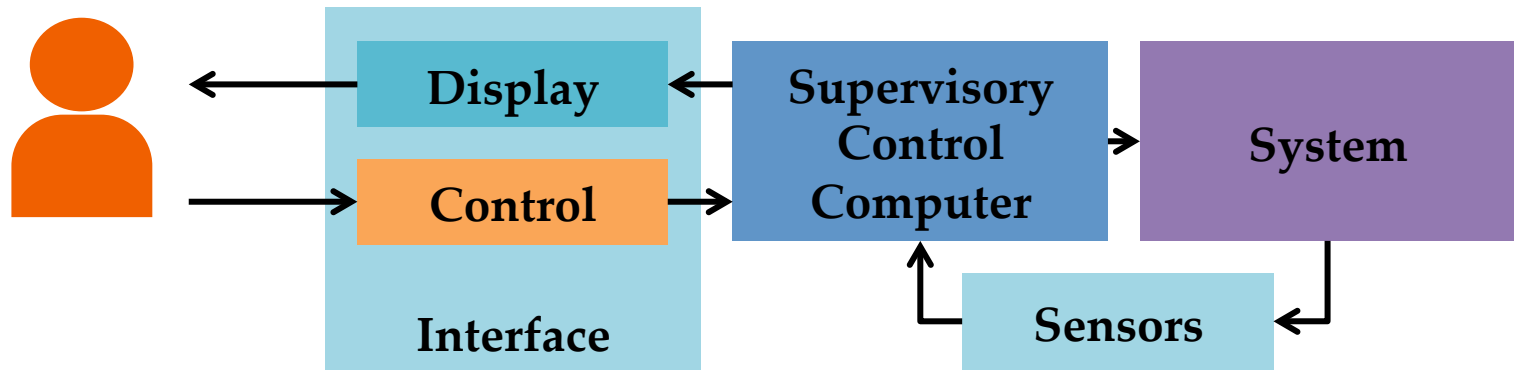 Display
Control
Interface
Supervisory
Control
Computer
System
Sensors